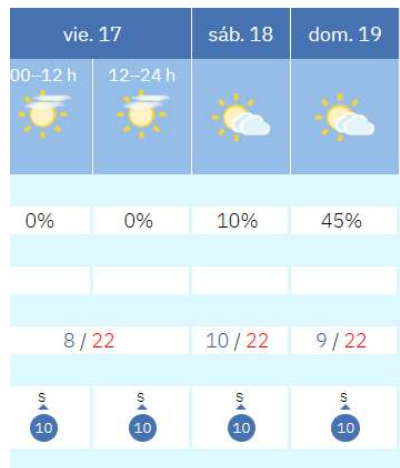 vie. 17 sáb. 18 dom. 19
00–12 h 12–24 h
0% 0% 10% 45%
8 / 22 10 / 22 9 / 22
S S S S
10 10 10 10